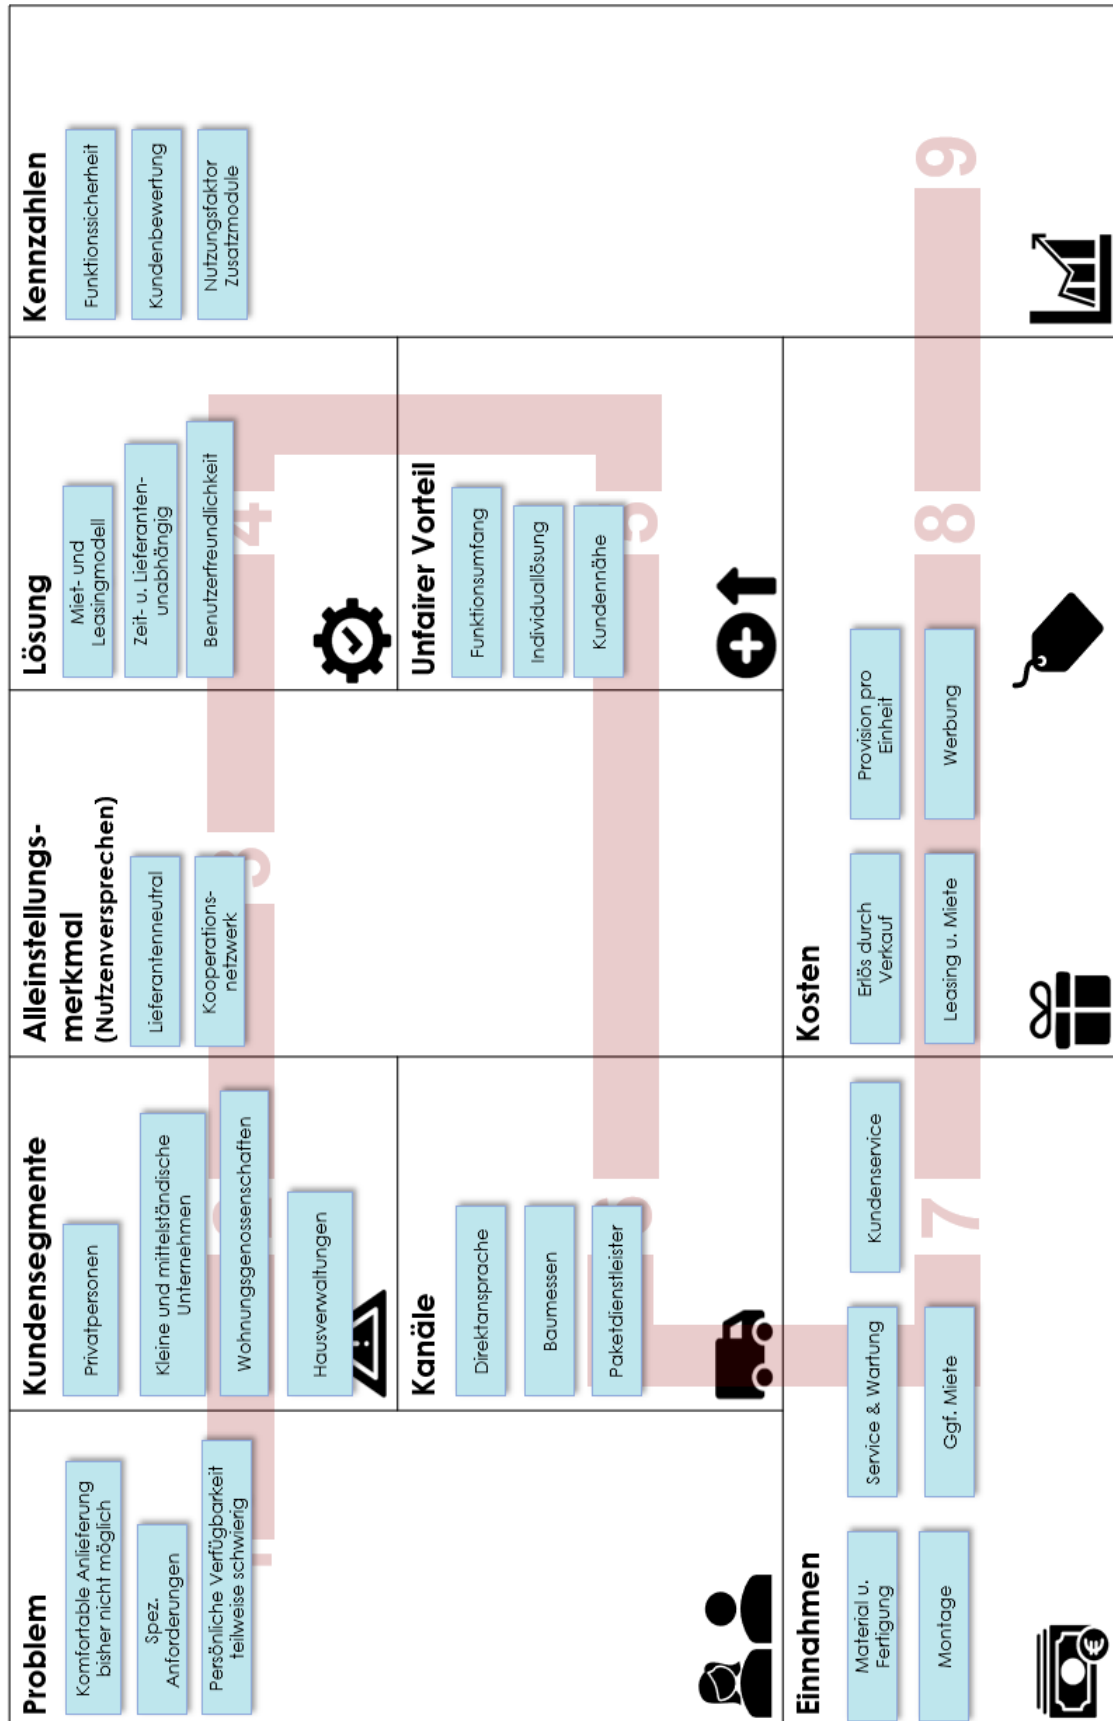 Problem
Komfortable Anlieferung
bisher nicht möglich
Spez.
Anforderungen
Persönliche Verfügbarkeit
teilweise schwierig
Kundensegmente
Privatpersonen
Kleine und mittelständische
Unternehmen
Wohnungsgenossenschaften
Hausverwaltungen
Kanäle
Direktansprache
Baumessen
Paketdienstleister
Alleinstellungs-
merkmal
(Nutzenversprechen)
Lieferantenneutral
Kooperations-
netzwerk
3
Lösung
Miet- und
Leasingmodell
Zeit- u. Lieferanten-
unabhängig
Benutzerfreundlichkeit
4
Unfairer Vorteil
Funktionsumfang
Individuallösung
Kundennähe
5
Kennzahlen
Funktionssicherheit
Kundenbewertung
Nutzungsfaktor
Zusatzmodule
9
Einnahmen
Material u.
Fertigung
Service & Wartung
Kundenservice
Montage
Ggf. Miete
7
Kosten
Erlös durch
Verkauf
Provision pro
Einheit
Leasing u. Miete
Werbung
8